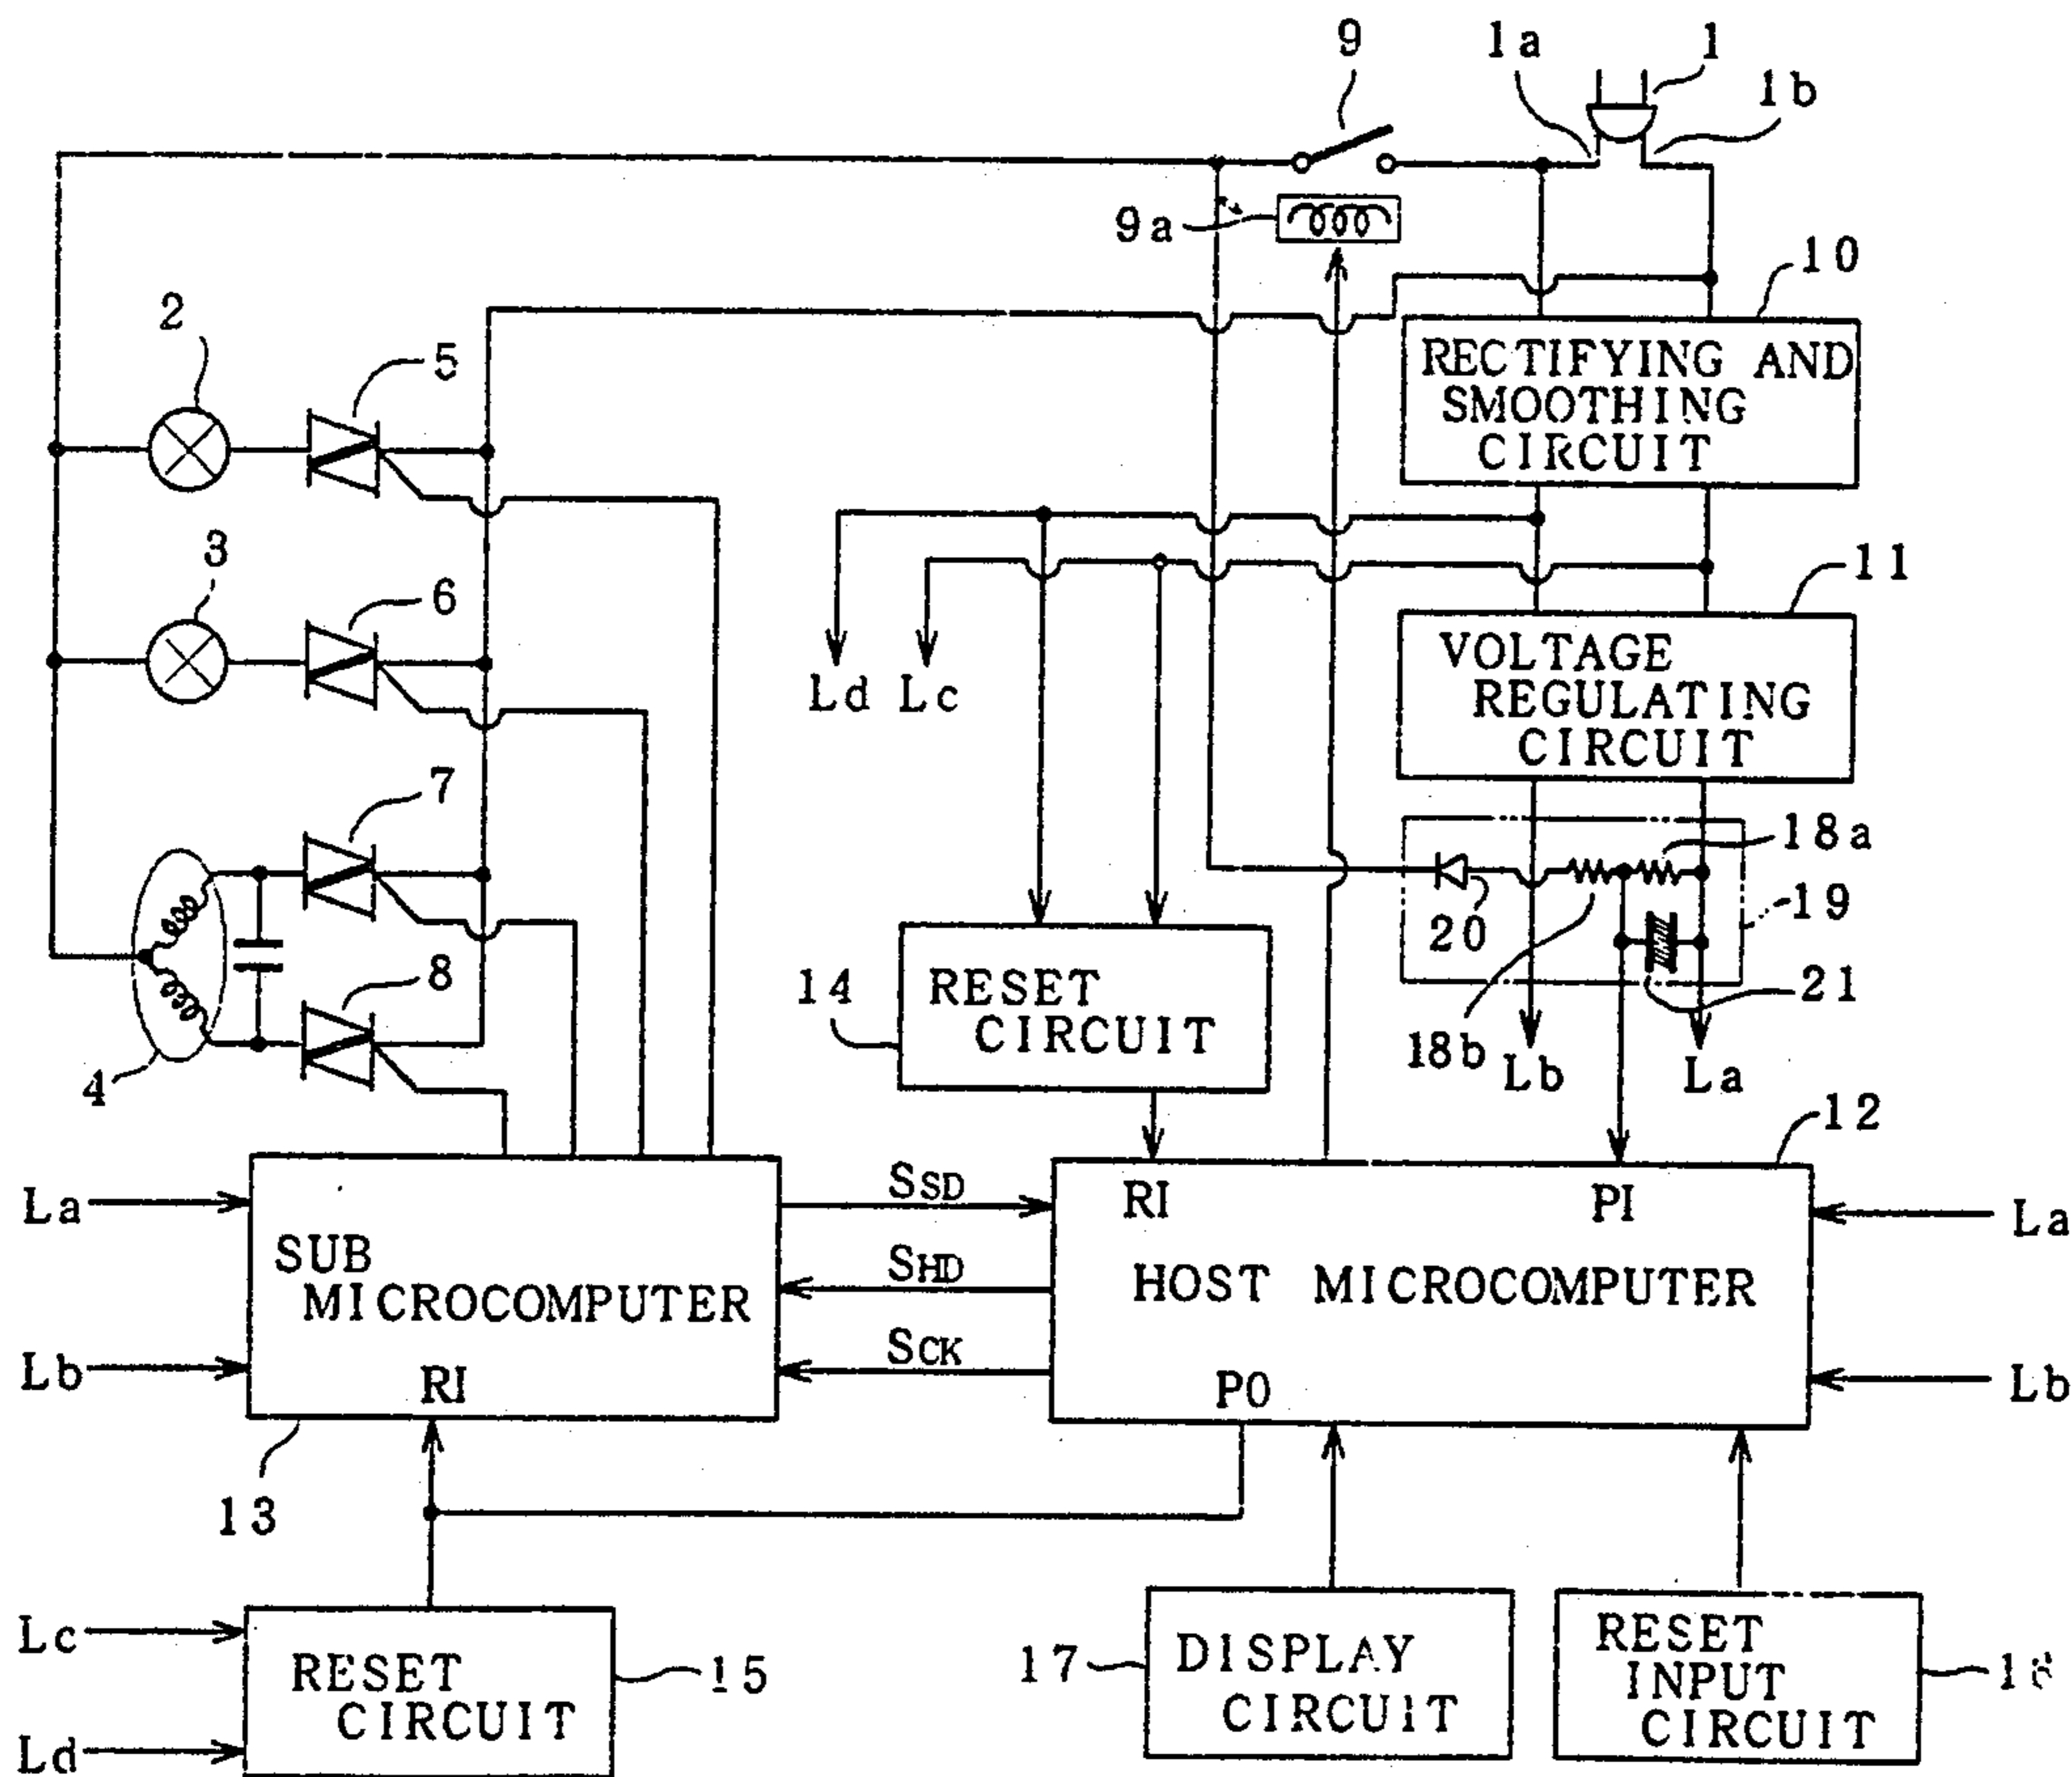 9
1a
1
1b
9a
10
2
5
RECTIFYING AND
SMOOTHING
CIRCUIT
3
6
11
Ld
Lc
VOLTAGE
REGULATING
CIRCUIT
7
18a
20
19
8
14
RESET
CIRCUIT
21
18b
4
Lb
La
12
La
SSD
RI
PI
La
SUB
MICROCOMPUTER
SHD
HOST MICROCOMPUTER
Lb
RI
SCK
PO
Lb
13
Lc
RESET
CIRCUIT
15
17
DISPLAY
CIRCUIT
RESET
INPUT
CIRCUIT
Ld